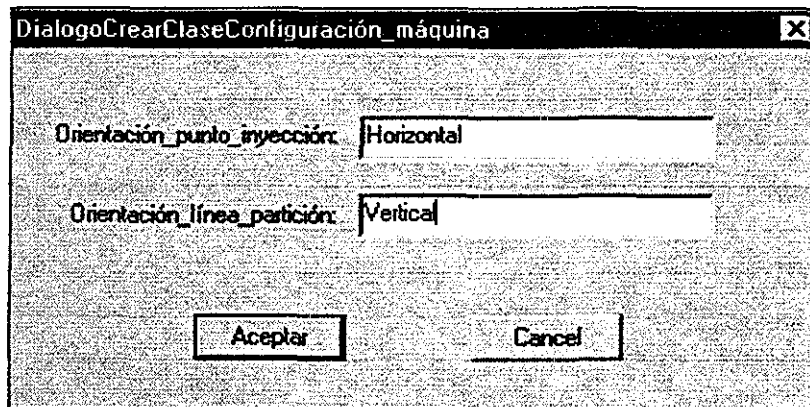 DialogoCrearClaseConfiguración_máquina
Orientación_punto_inyección: Horizontal
Orientación_línea_partición: Vertical
Aceptar Cancel